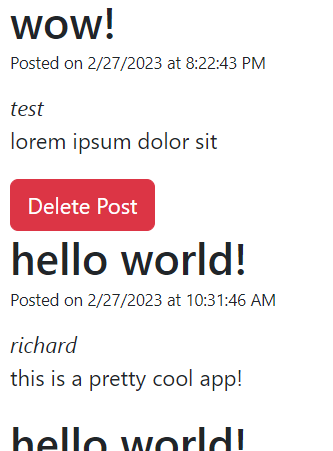 wow!
Posted on 2/27/2023 at 8:22:43 PM
test
lorem ipsum dolor sit
Delete Post
hello world!
Posted on 2/27/2023 at 10:31:46 AM
richard
this is a pretty cool app!
hello world!